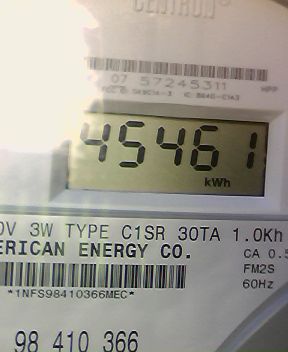 CENTRON®
07 57245311
45461
kWh
0V 3W TYPE C1SR 30TA 1.0Kh
ERICAN ENERGY CO.
CA 0.5
*1NFS98410366MEC*
FM2S
60Hz
98 410 366